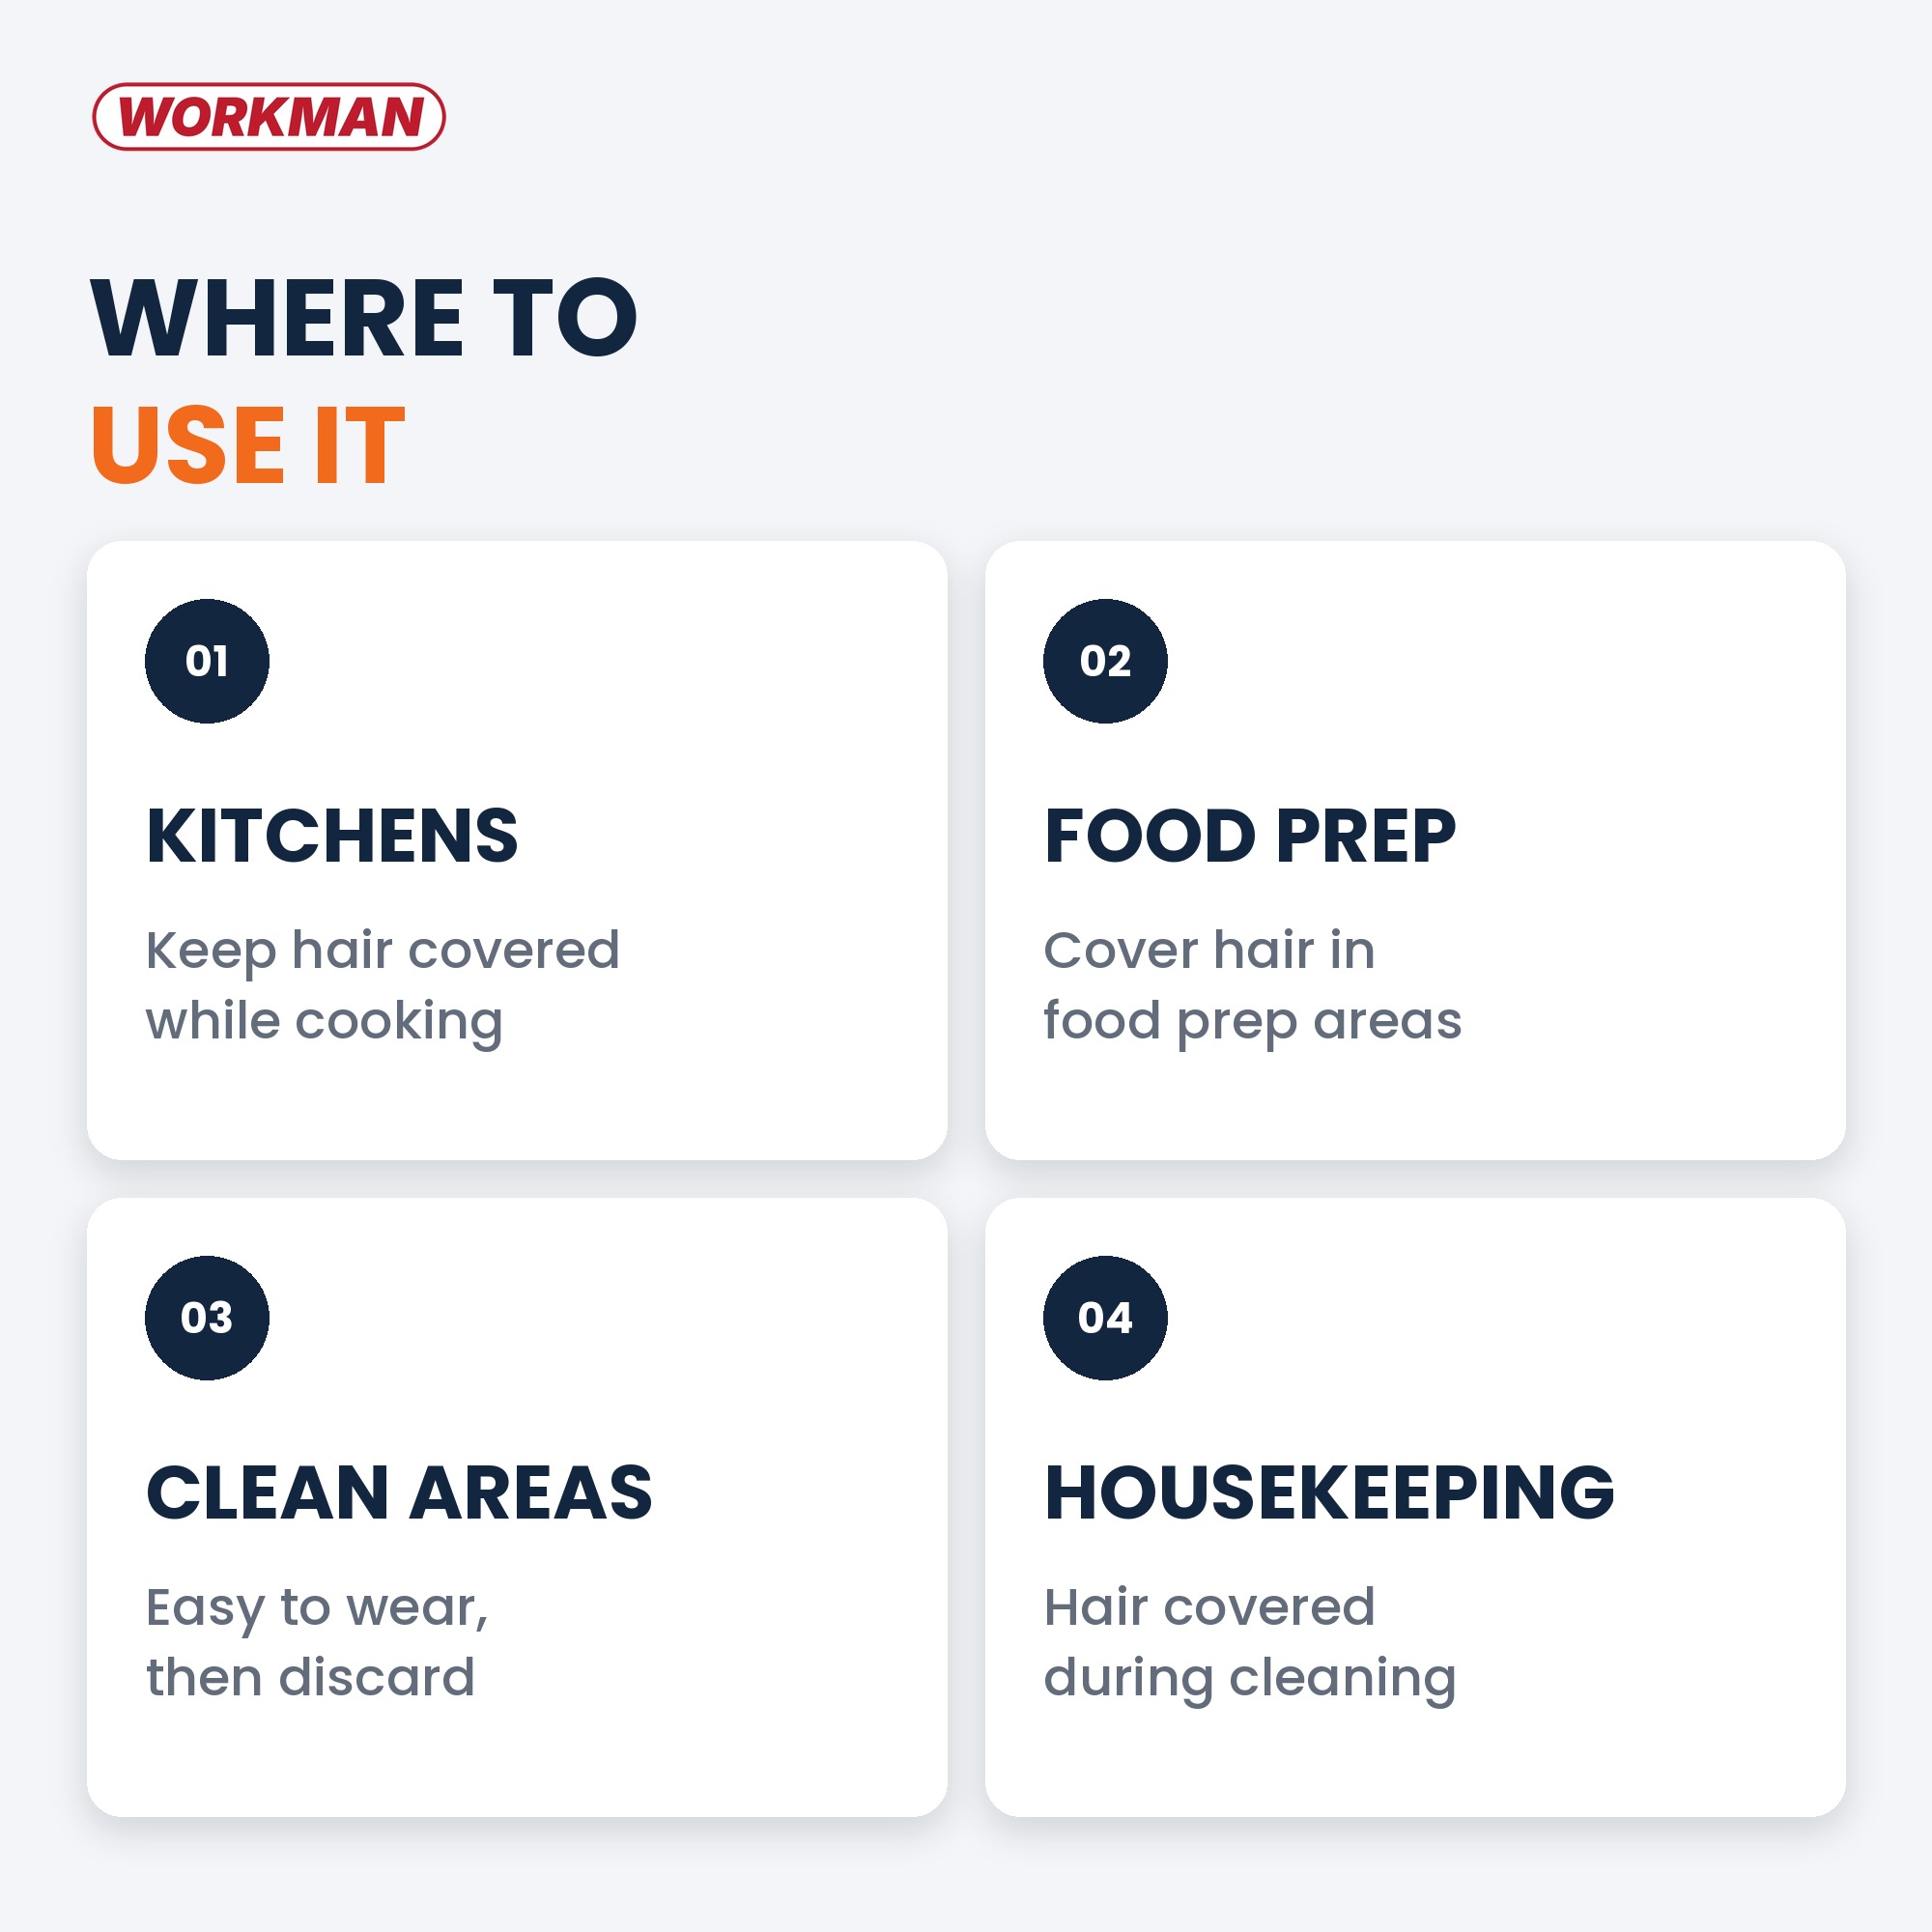 WORKMAN
WHERE TO
USE IT
01
KITCHENS
Keep hair covered
while cooking
02
FOOD PREP
Cover hair in
food prep areas
03
CLEAN AREAS
Easy to wear,
then discard
04
HOUSEKEEPING
Hair covered
during cleaning